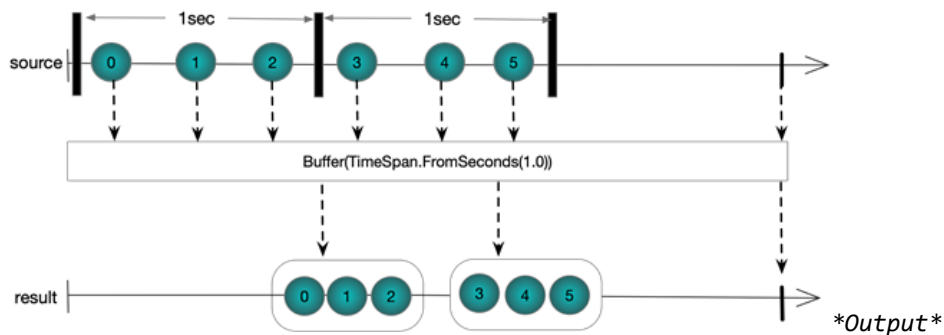 1sec 1sec
source 0 1 2 3 4 5
Buffer(TimeSpan.FromSeconds(1.0))
result 0 1 2 3 4 5
*Output*